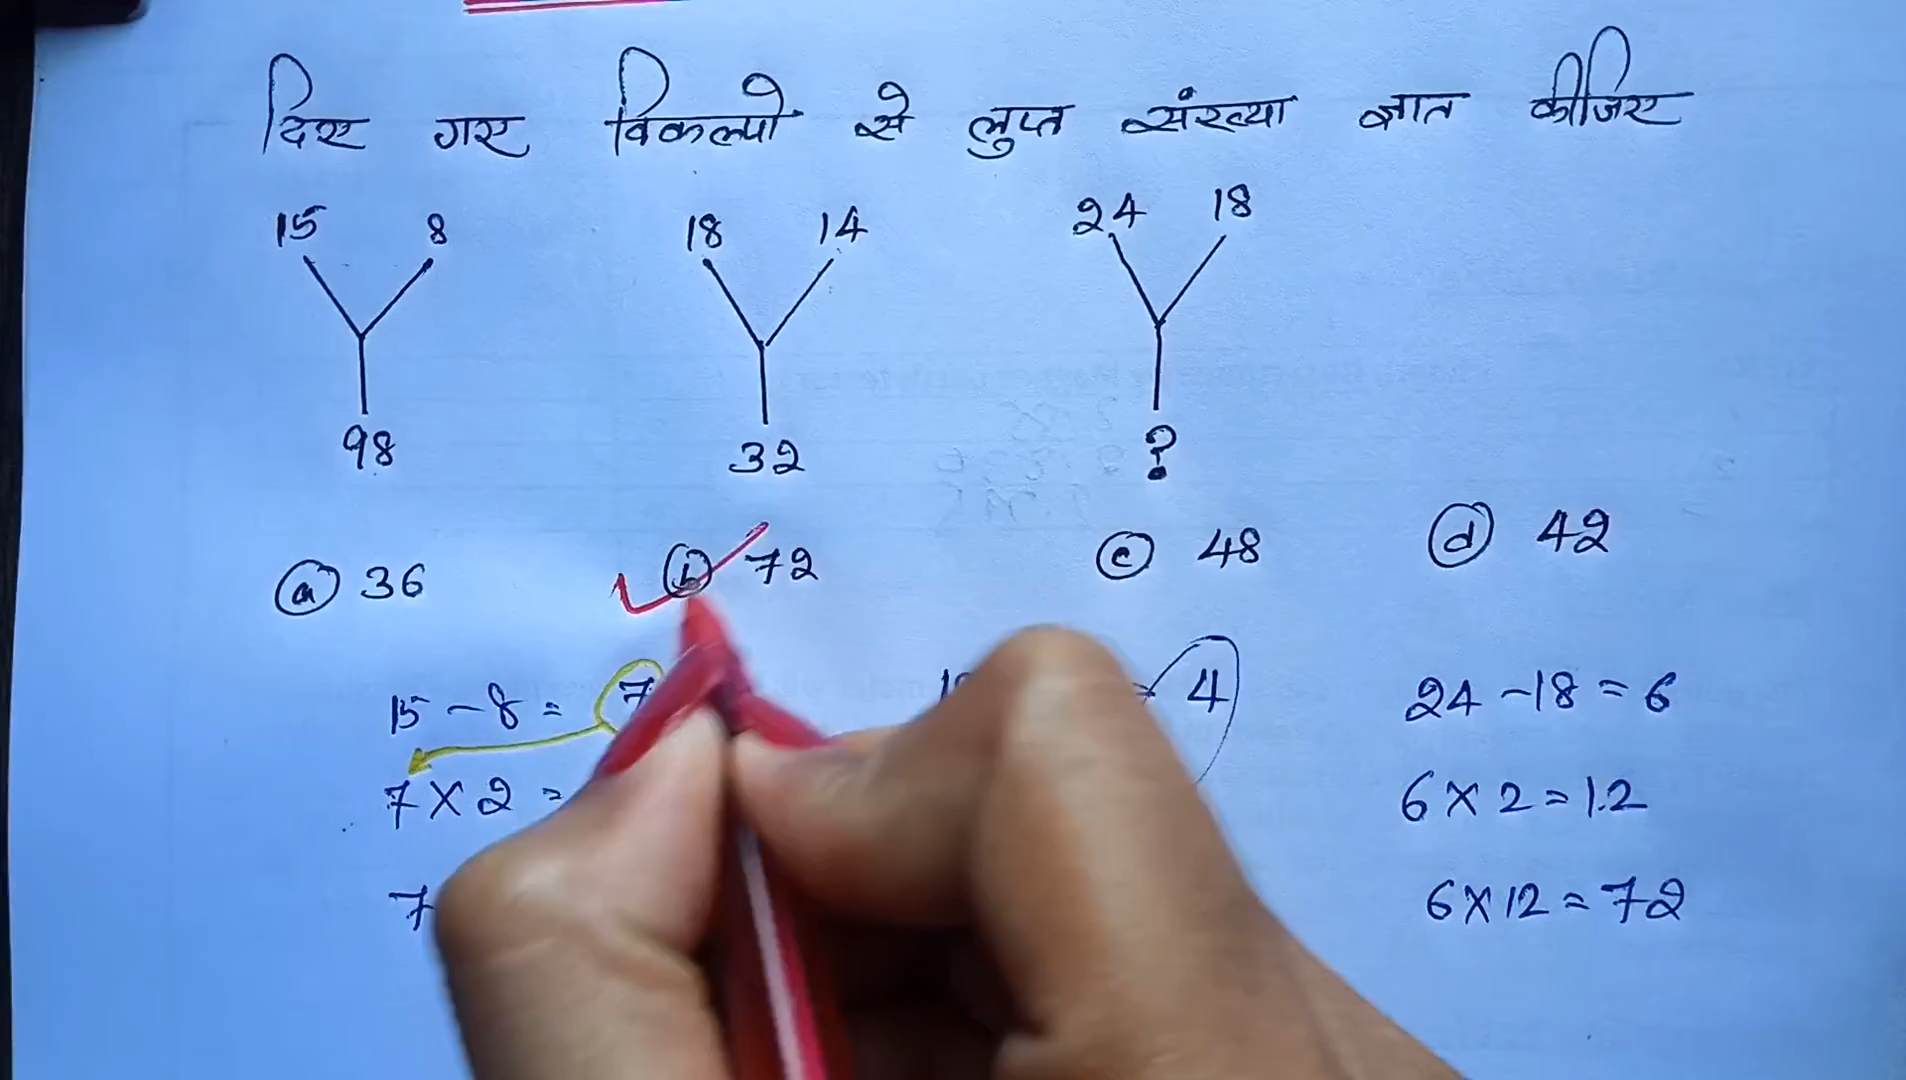 दिए गए विकल्पो से लुप्त संख्या ज्ञात कीजिए
15 8 18 14 24 18
98 32 ?
(a) 36 (b) 72 (c) 48 (d) 42
15 - 8 = 7 4 24 - 18 = 6
7 x 2 = 6 x 2 = 12
7 6 x 12 = 72